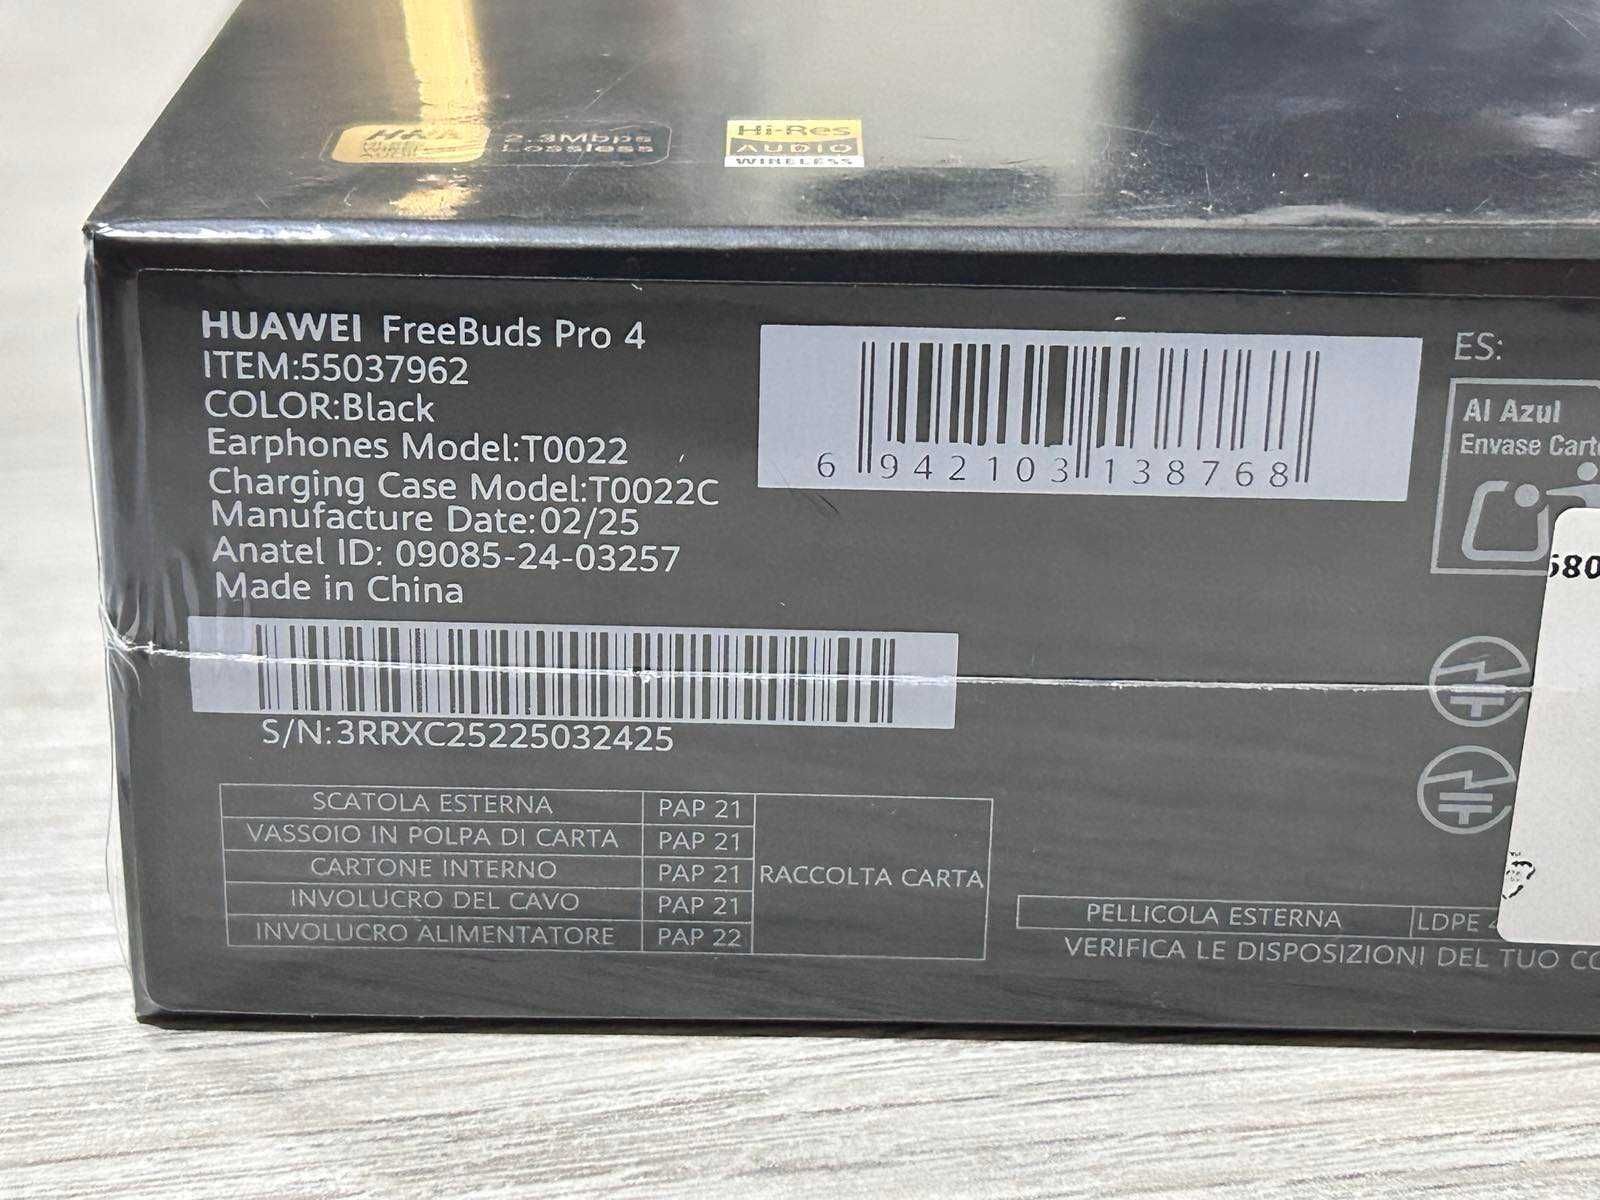 HWA
2.3Mbps
Lossless
Hi-Res
AUDIO
WIRELESS
HUAWEI FreeBuds Pro 4
ITEM:55037962
COLOR:Black
Earphones Model:T0022
Charging Case Model:T0022C
Manufacture Date:02/25
Anatel ID: 09085-24-03257
Made in China
6 942103 138768
S/N:3RRXC25225032425
ES:
Al Azul
Envase
680
SCATOLA ESTERNA PAP 21
VASSOIO IN POLPA DI CARTA PAP 21
CARTONE INTERNO PAP 21
RACCOLTA CARTA
INVOLUCRO DEL CAVO PAP 21
INVOLUCRO ALIMENTATORE PAP 22
PELLICOLA ESTERNA LDPE
VERIFICA LE DISPOSIZIONI DEL TUO